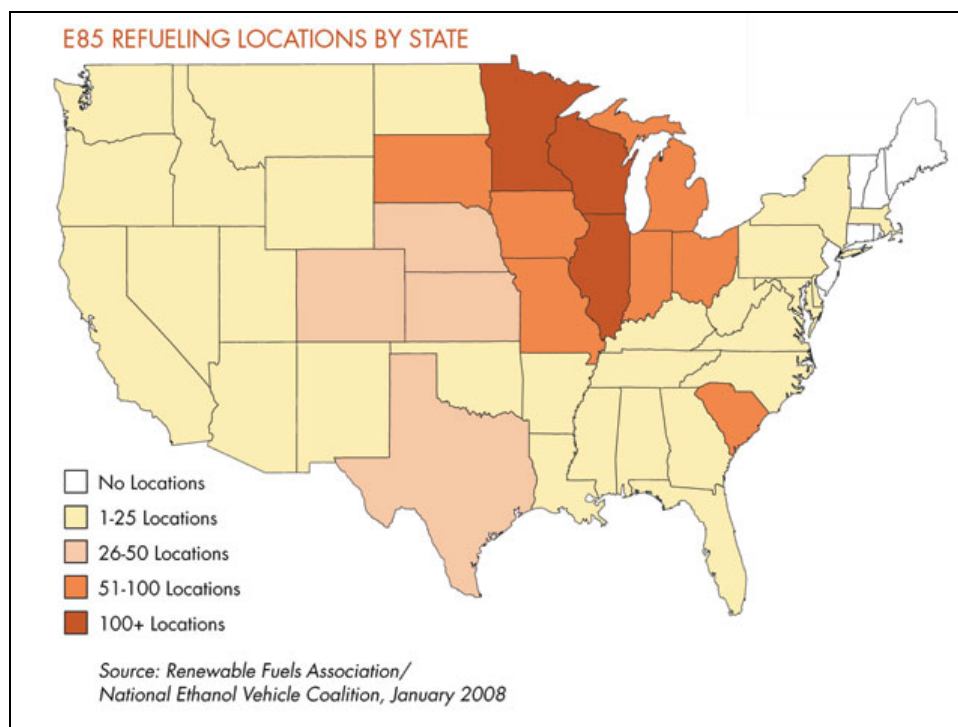 E85 REFUELING LOCATIONS BY STATE
No Locations
1-25 Locations
26-50 Locations
51-100 Locations
100+ Locations
Source: Renewable Fuels Association/
National Ethanol Vehicle Coalition, January 2008